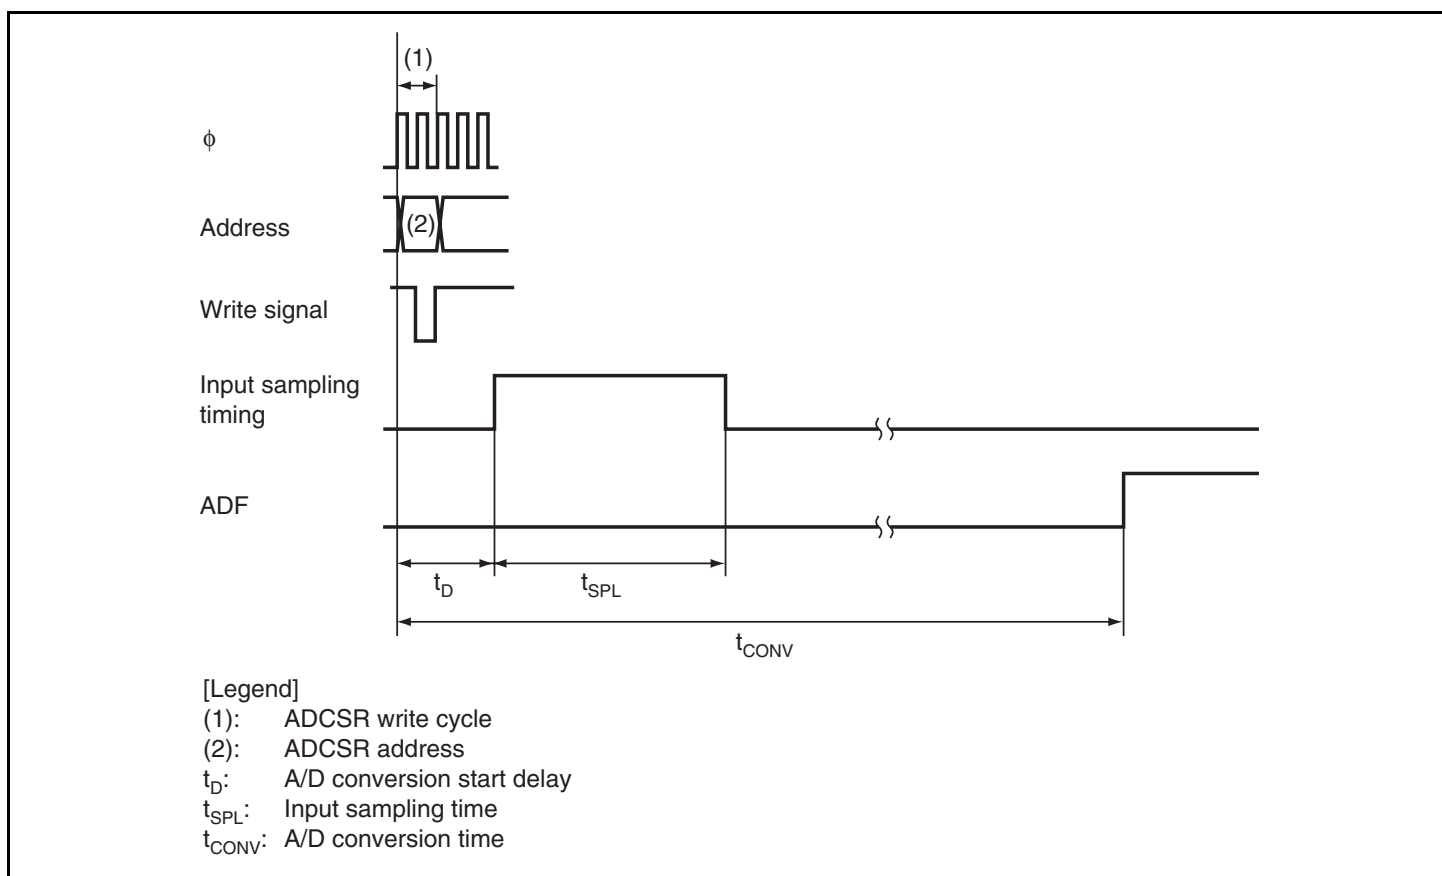 (1)
ϕ
Address
(2)
Write signal
Input sampling
timing
ADF
tD
tSPL
tCONV
[Legend]
(1): ADCSR write cycle
(2): ADCSR address
tD: A/D conversion start delay
tSPL: Input sampling time
tCONV: A/D conversion time